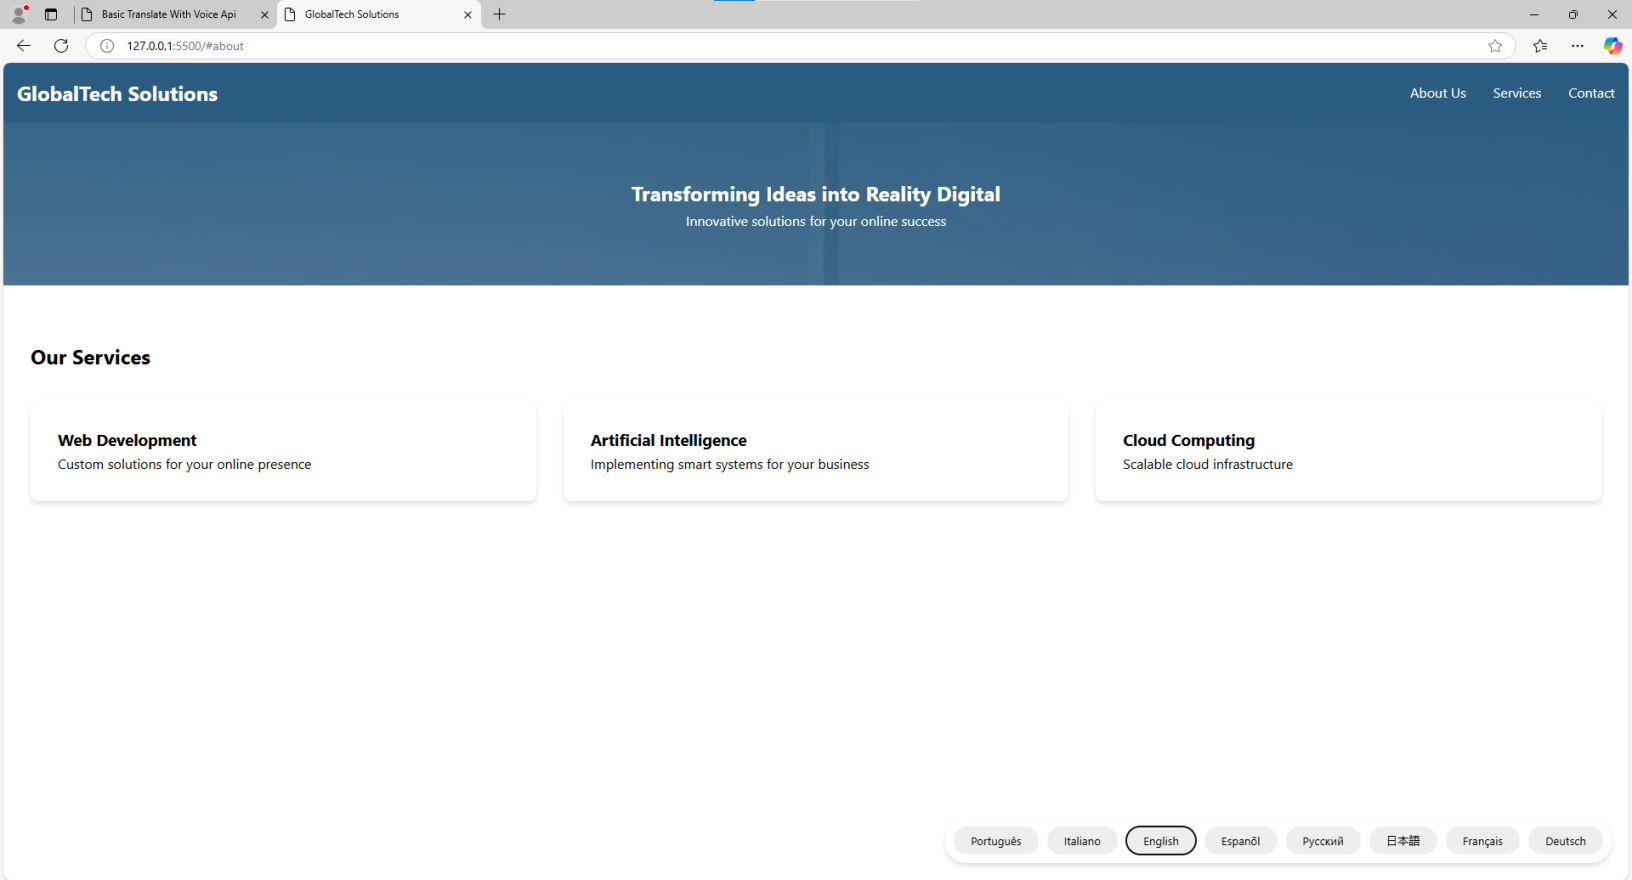 Basic Translate With Voice Api
GlobalTech Solutions
127.0.0.1:5500/#about
GlobalTech Solutions
About Us
Services
Contact
Transforming Ideas into Reality Digital
Innovative solutions for your online success
Our Services
Web Development
Custom solutions for your online presence
Artificial Intelligence
Implementing smart systems for your business
Cloud Computing
Scalable cloud infrastructure
Português
Italiano
English
Espanõl
Русский
日本語
Français
Deutsch